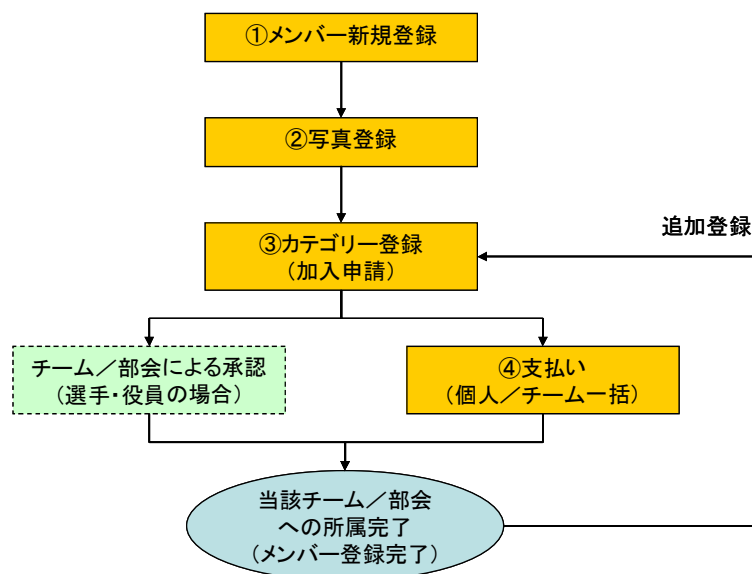 ①メンバー新規登録
②写真登録
③カテゴリー登録
（加入申請）
追加登録
チーム／部会による承認
（選手・役員の場合）
④支払い
（個人／チーム一括）
当該チーム／部会
への所属完了
（メンバー登録完了）